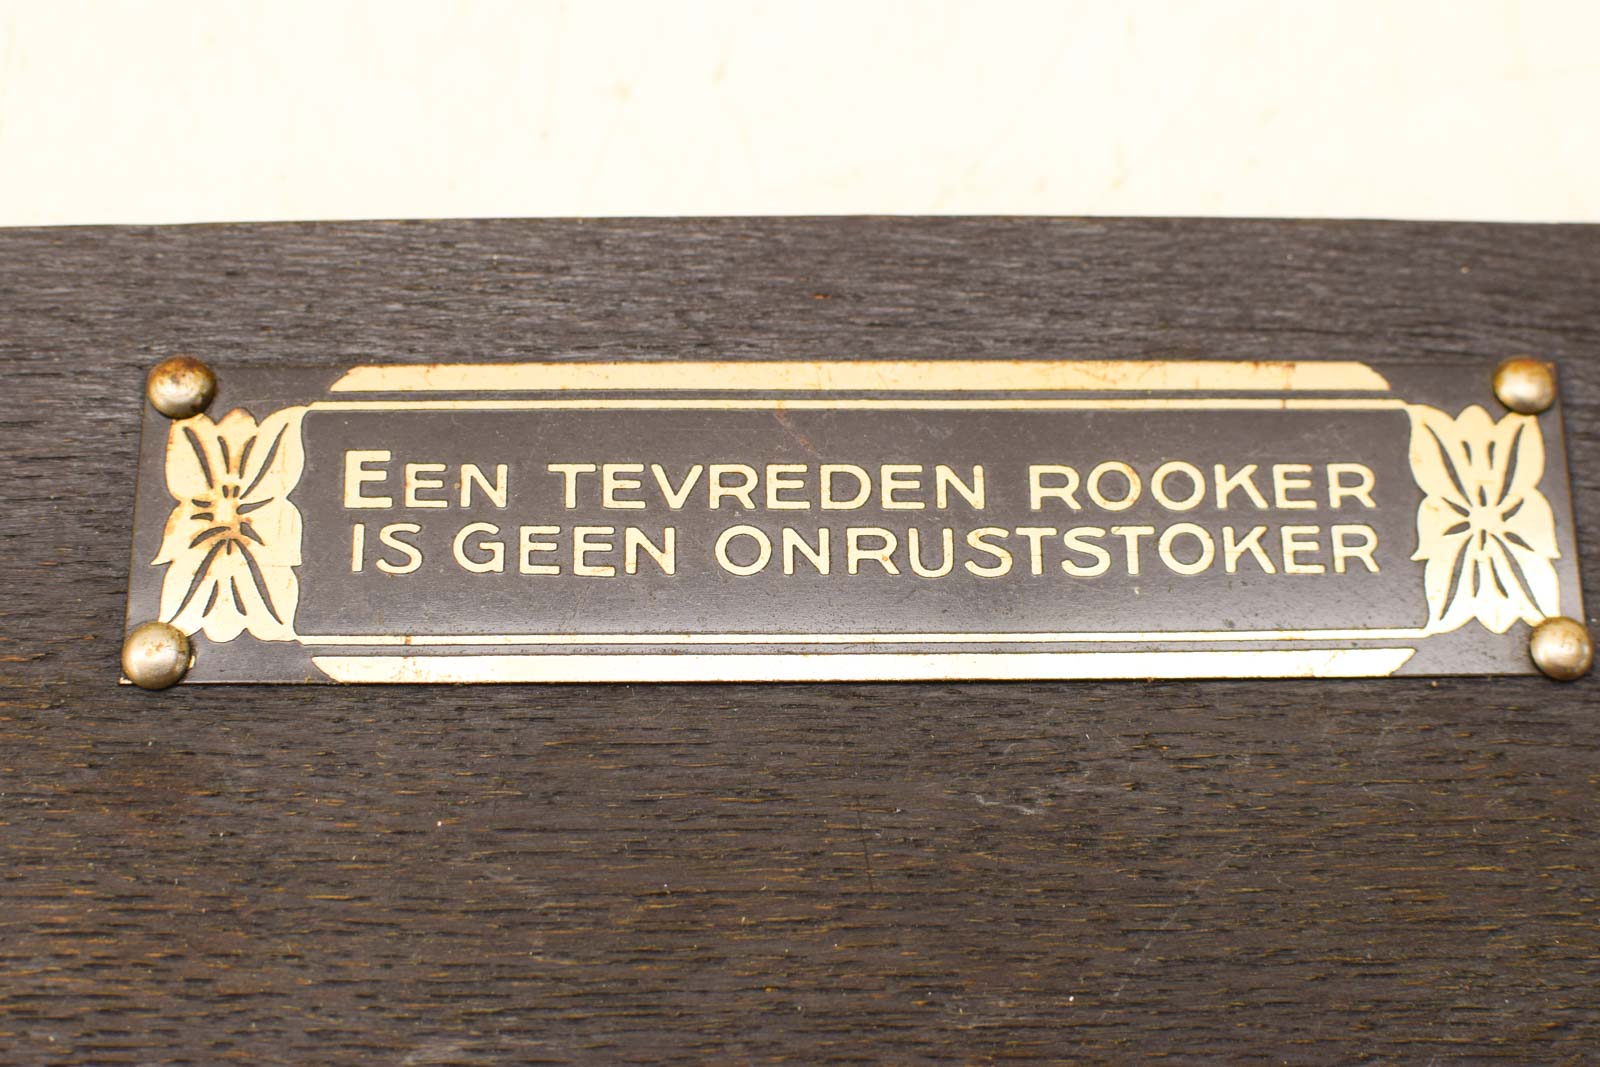 EEN TEVREDEN ROOKER
IS GEEN ONRUSTSTOKER